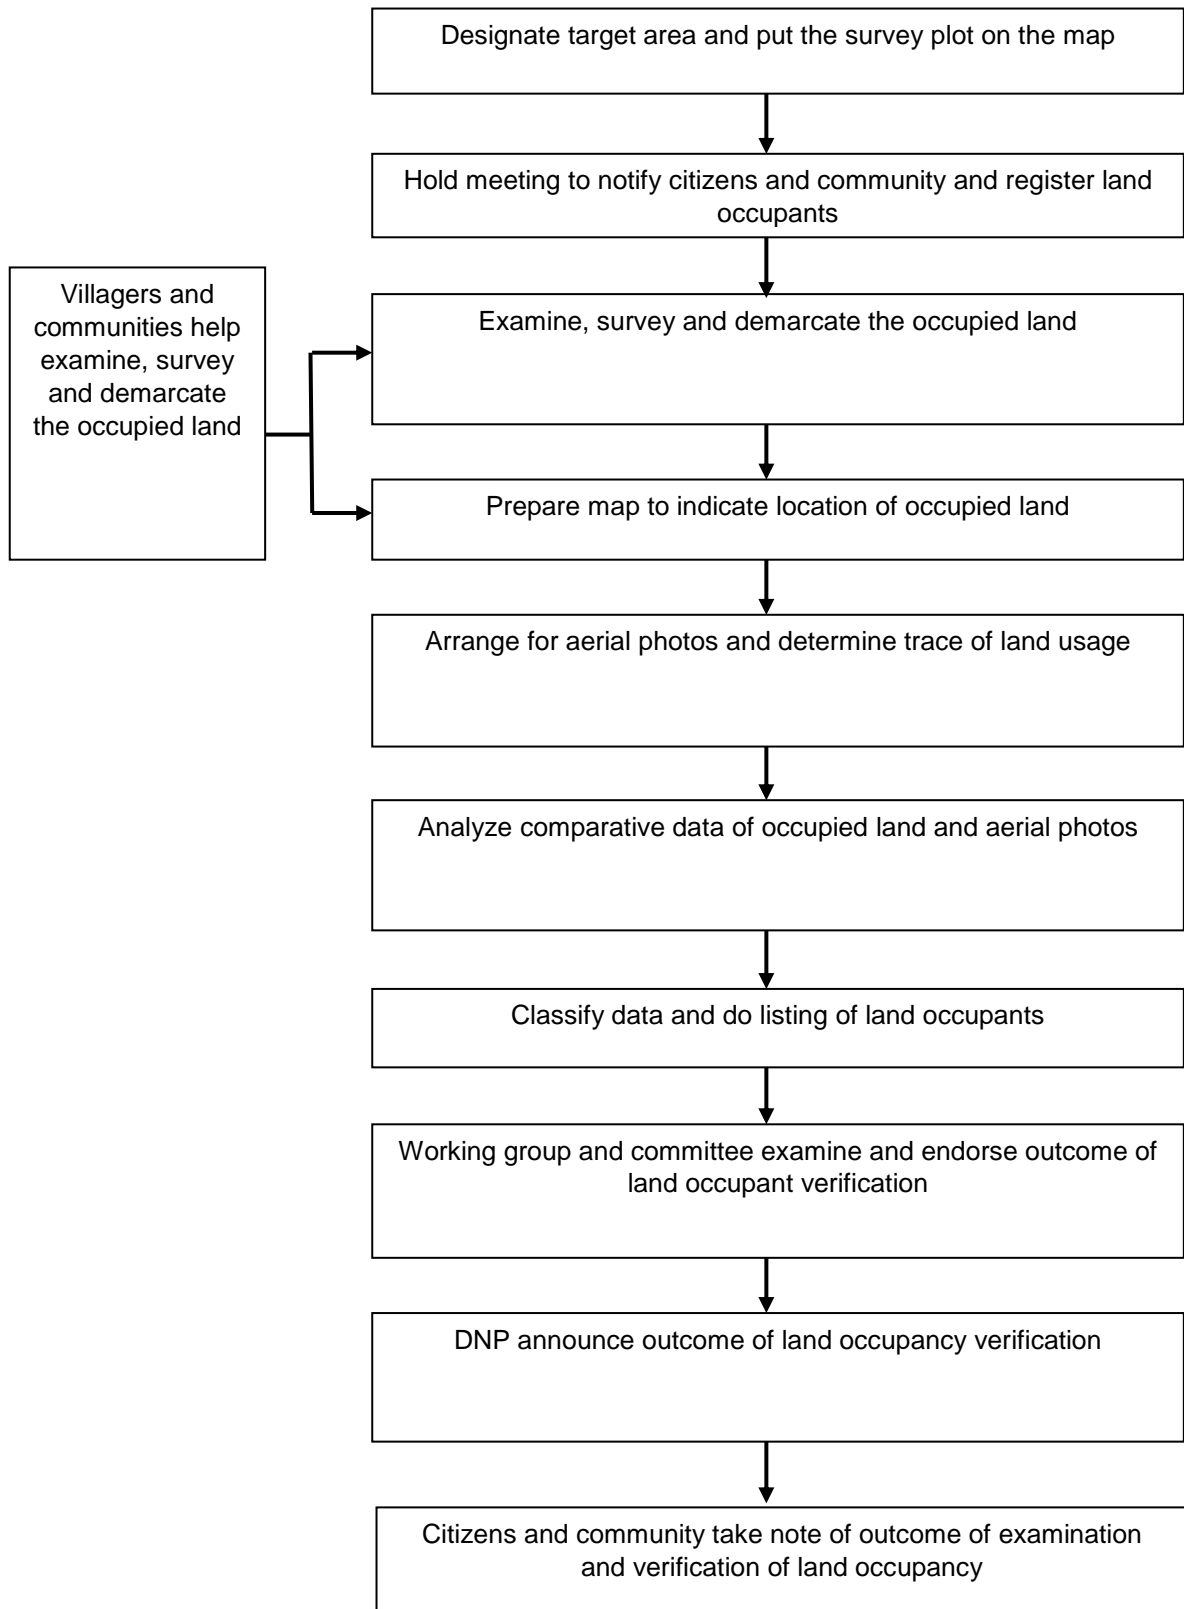 Designate target area and put the survey plot on the map
Hold meeting to notify citizens and community and register land
occupants
Villagers and
communities help
examine, survey
and demarcate
the occupied land
Examine, survey and demarcate the occupied land
Prepare map to indicate location of occupied land
Arrange for aerial photos and determine trace of land usage
Analyze comparative data of occupied land and aerial photos
Classify data and do listing of land occupants
Working group and committee examine and endorse outcome of
land occupant verification
DNP announce outcome of land occupancy verification
Citizens and community take note of outcome of examination
and verification of land occupancy